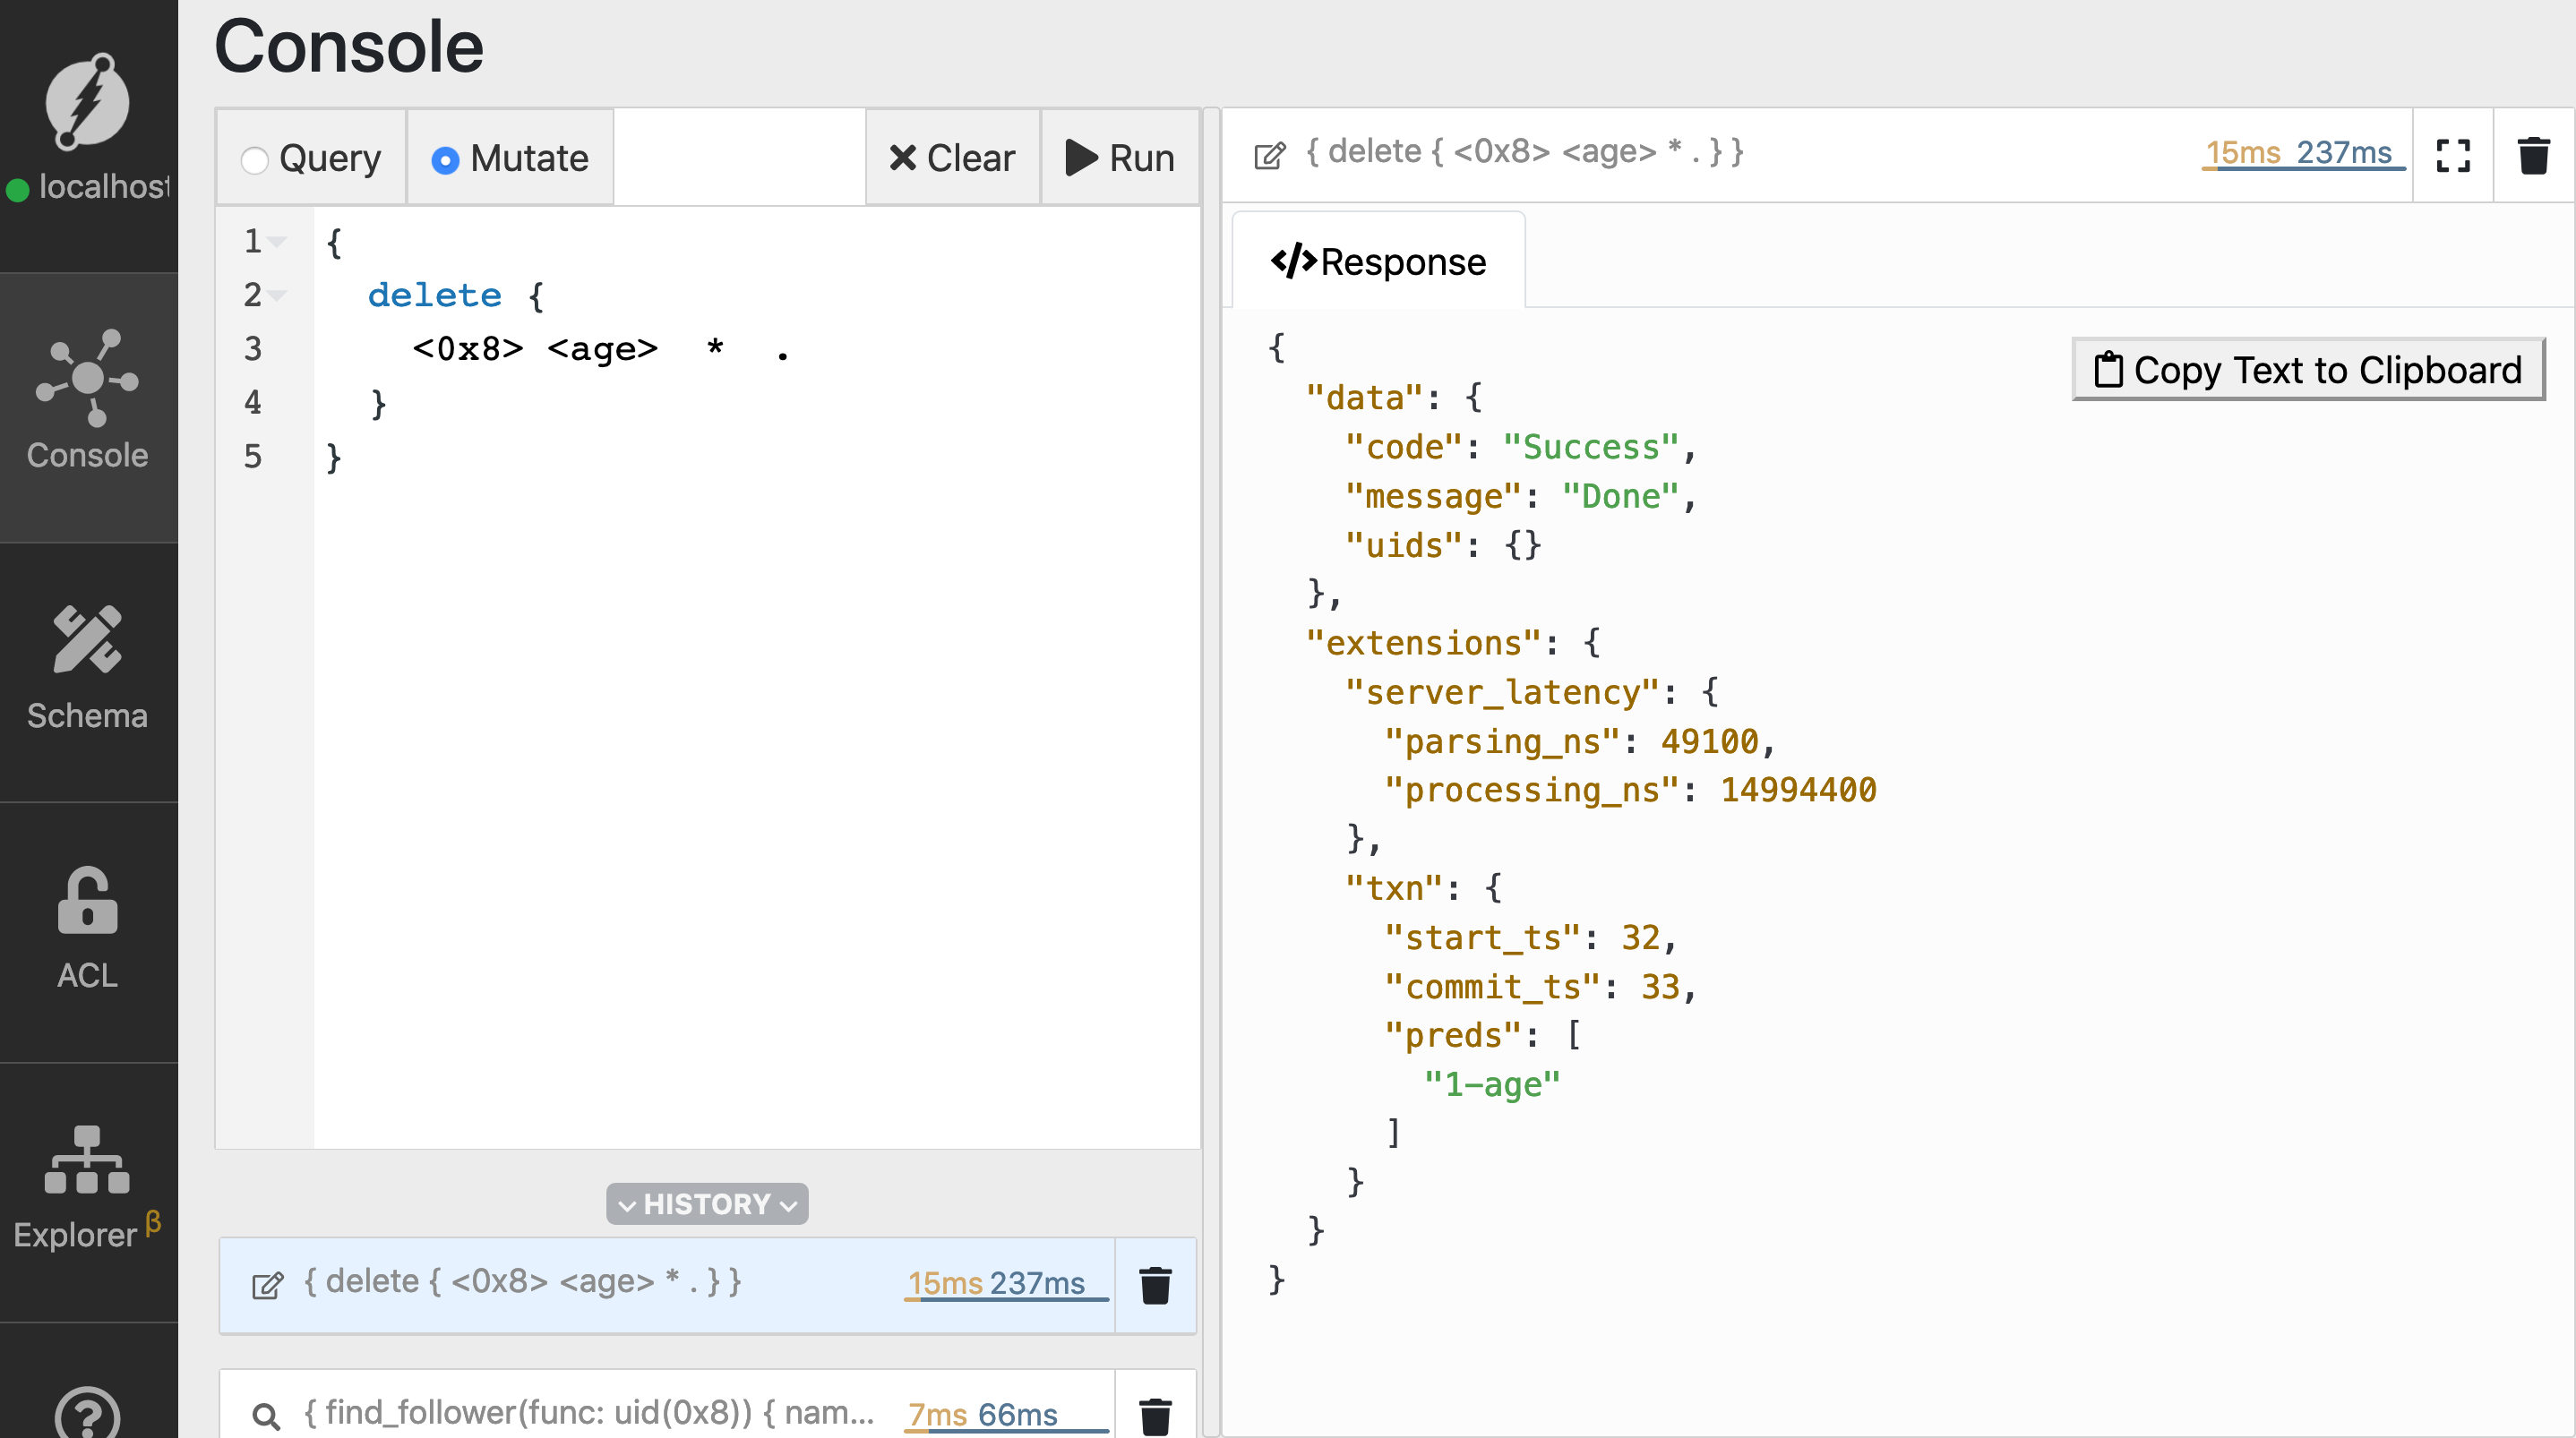 Console
localhost
Console
Schema
ACL
Explorer β
Query Mutate Clear Run
1 {
2 delete {
3 <0x8> <age> * .
4 }
5 }
HISTORY
{ delete { <0x8> <age> * . } } 15ms 237ms
{ find_follower(func: uid(0x8)) { nam... 7ms 66ms
{ delete { <0x8> <age> * . } } 15ms 237ms
</>Response
Copy Text to Clipboard
{
"data": {
"code": "Success",
"message": "Done",
"uids": {}
},
"extensions": {
"server_latency": {
"parsing_ns": 49100,
"processing_ns": 14994400
},
"txn": {
"start_ts": 32,
"commit_ts": 33,
"preds": [
"1-age"
]
}
}
}